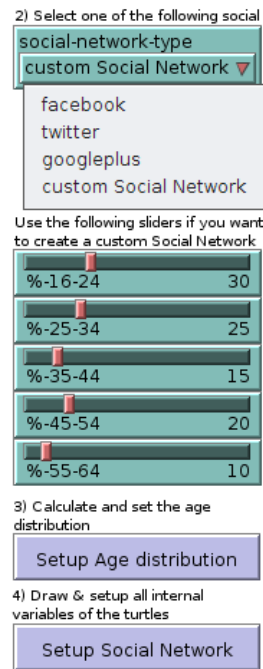 2) Select one of the following social
social-network-type
custom Social Network
facebook
twitter
googleplus
custom Social Network
Use the following sliders if you want
to create a custom Social Network
%-16-24 30
%-25-34 25
%-35-44 15
%-45-54 20
%-55-64 10
3) Calculate and set the age
distribution
Setup Age distribution
4) Draw & setup all internal
variables of the turtles
Setup Social Network